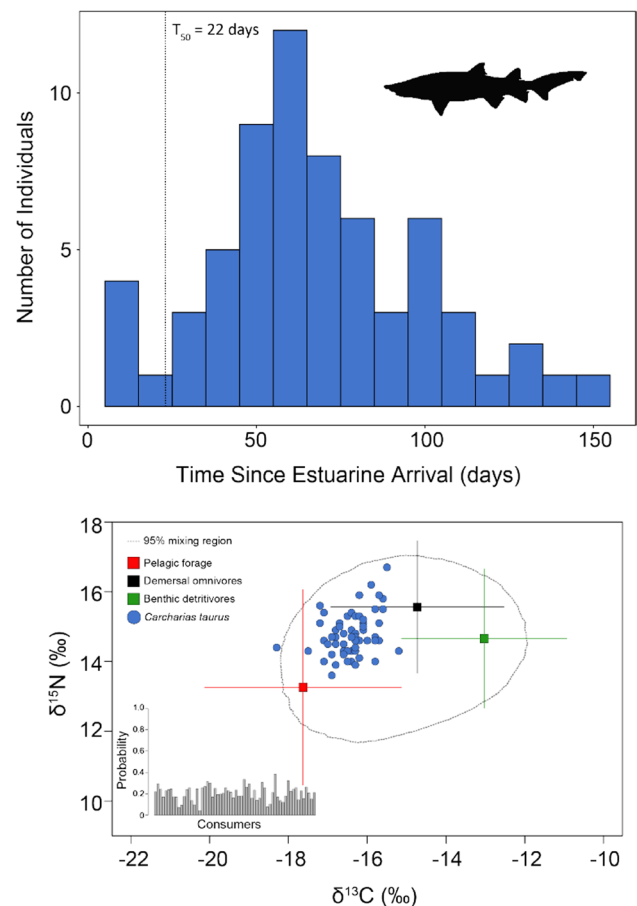 T50 = 22 days
10
5
0
Number of Individuals
0 50 100 150
Time Since Estuarine Arrival (days)
18
16
14
12
10
δ15N (‰)
95% mixing region
Pelagic forage
Demersal omnivores
Benthic detritivores
Carcharias taurus
1.0
0.8
0.6
0.4
0.2
0
Probability
Consumers
-22 -20 -18 -16 -14 -12 -10
δ13C (‰)